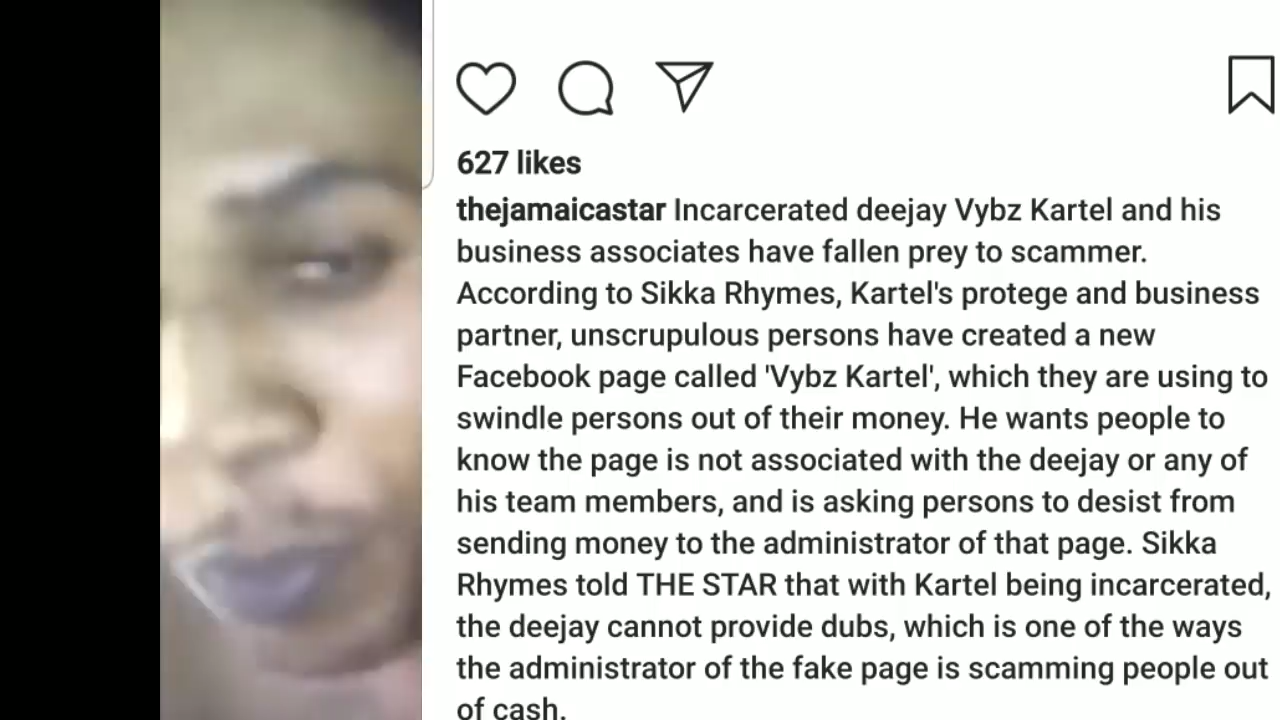 627 likes
thejamaicastar Incarcerated deejay Vybz Kartel and his
business associates have fallen prey to scammer.
According to Sikka Rhymes, Kartel's protege and business
partner, unscrupulous persons have created a new
Facebook page called 'Vybz Kartel', which they are using to
swindle persons out of their money. He wants people to
know the page is not associated with the deejay or any of
his team members, and is asking persons to desist from
sending money to the administrator of that page. Sikka
Rhymes told THE STAR that with Kartel being incarcerated,
the deejay cannot provide dubs, which is one of the ways
the administrator of the fake page is scamming people out
of cash.